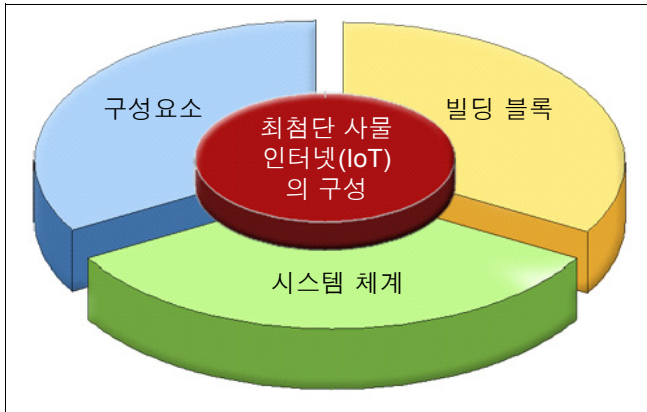 구성요소
빌딩 블록
최첨단 사물
인터넷(IoT)
의 구성
시스템 체계